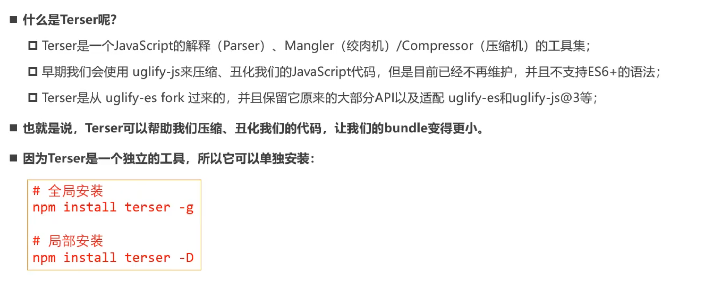 ■ 什么是Terser呢?
口 Terser是一个JavaScript的解释（Parser）、Mangler（绞肉机）/Compressor（压缩机）的工具集；
口 早期我们会使用 uglify-js来压缩、丑化我们的JavaScript代码，但是目前已经不再维护，并且不支持ES6+的语法；
口 Terser是从 uglify-es fork 过来的，并且保留它原来的大部分API以及适配 uglify-es和uglify-js@3等；
■ 也就是说，Terser可以帮助我们压缩、丑化我们的代码，让我们的bundle变得更小。
■ 因为Terser是一个独立的工具，所以它可以单独安装：
# 全局安装
npm install terser -g
# 局部安装
npm install terser -D